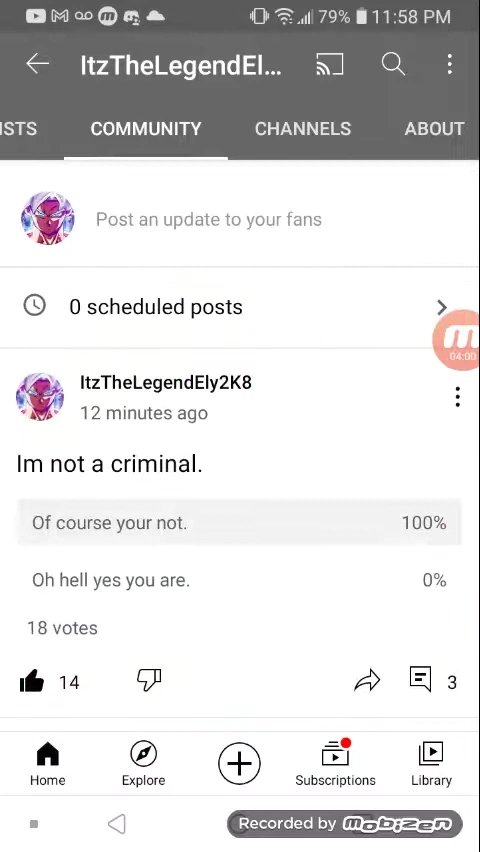 79% 11:58 PM
ItzTheLegendEl...
ISTS COMMUNITY CHANNELS ABOUT
Post an update to your fans
0 scheduled posts
04:00
ItzTheLegendEly2K8
12 minutes ago
Im not a criminal.
Of course your not. 100%
Oh hell yes you are. 0%
18 votes
14 3
Home Explore Subscriptions Library
Recorded by mobizen